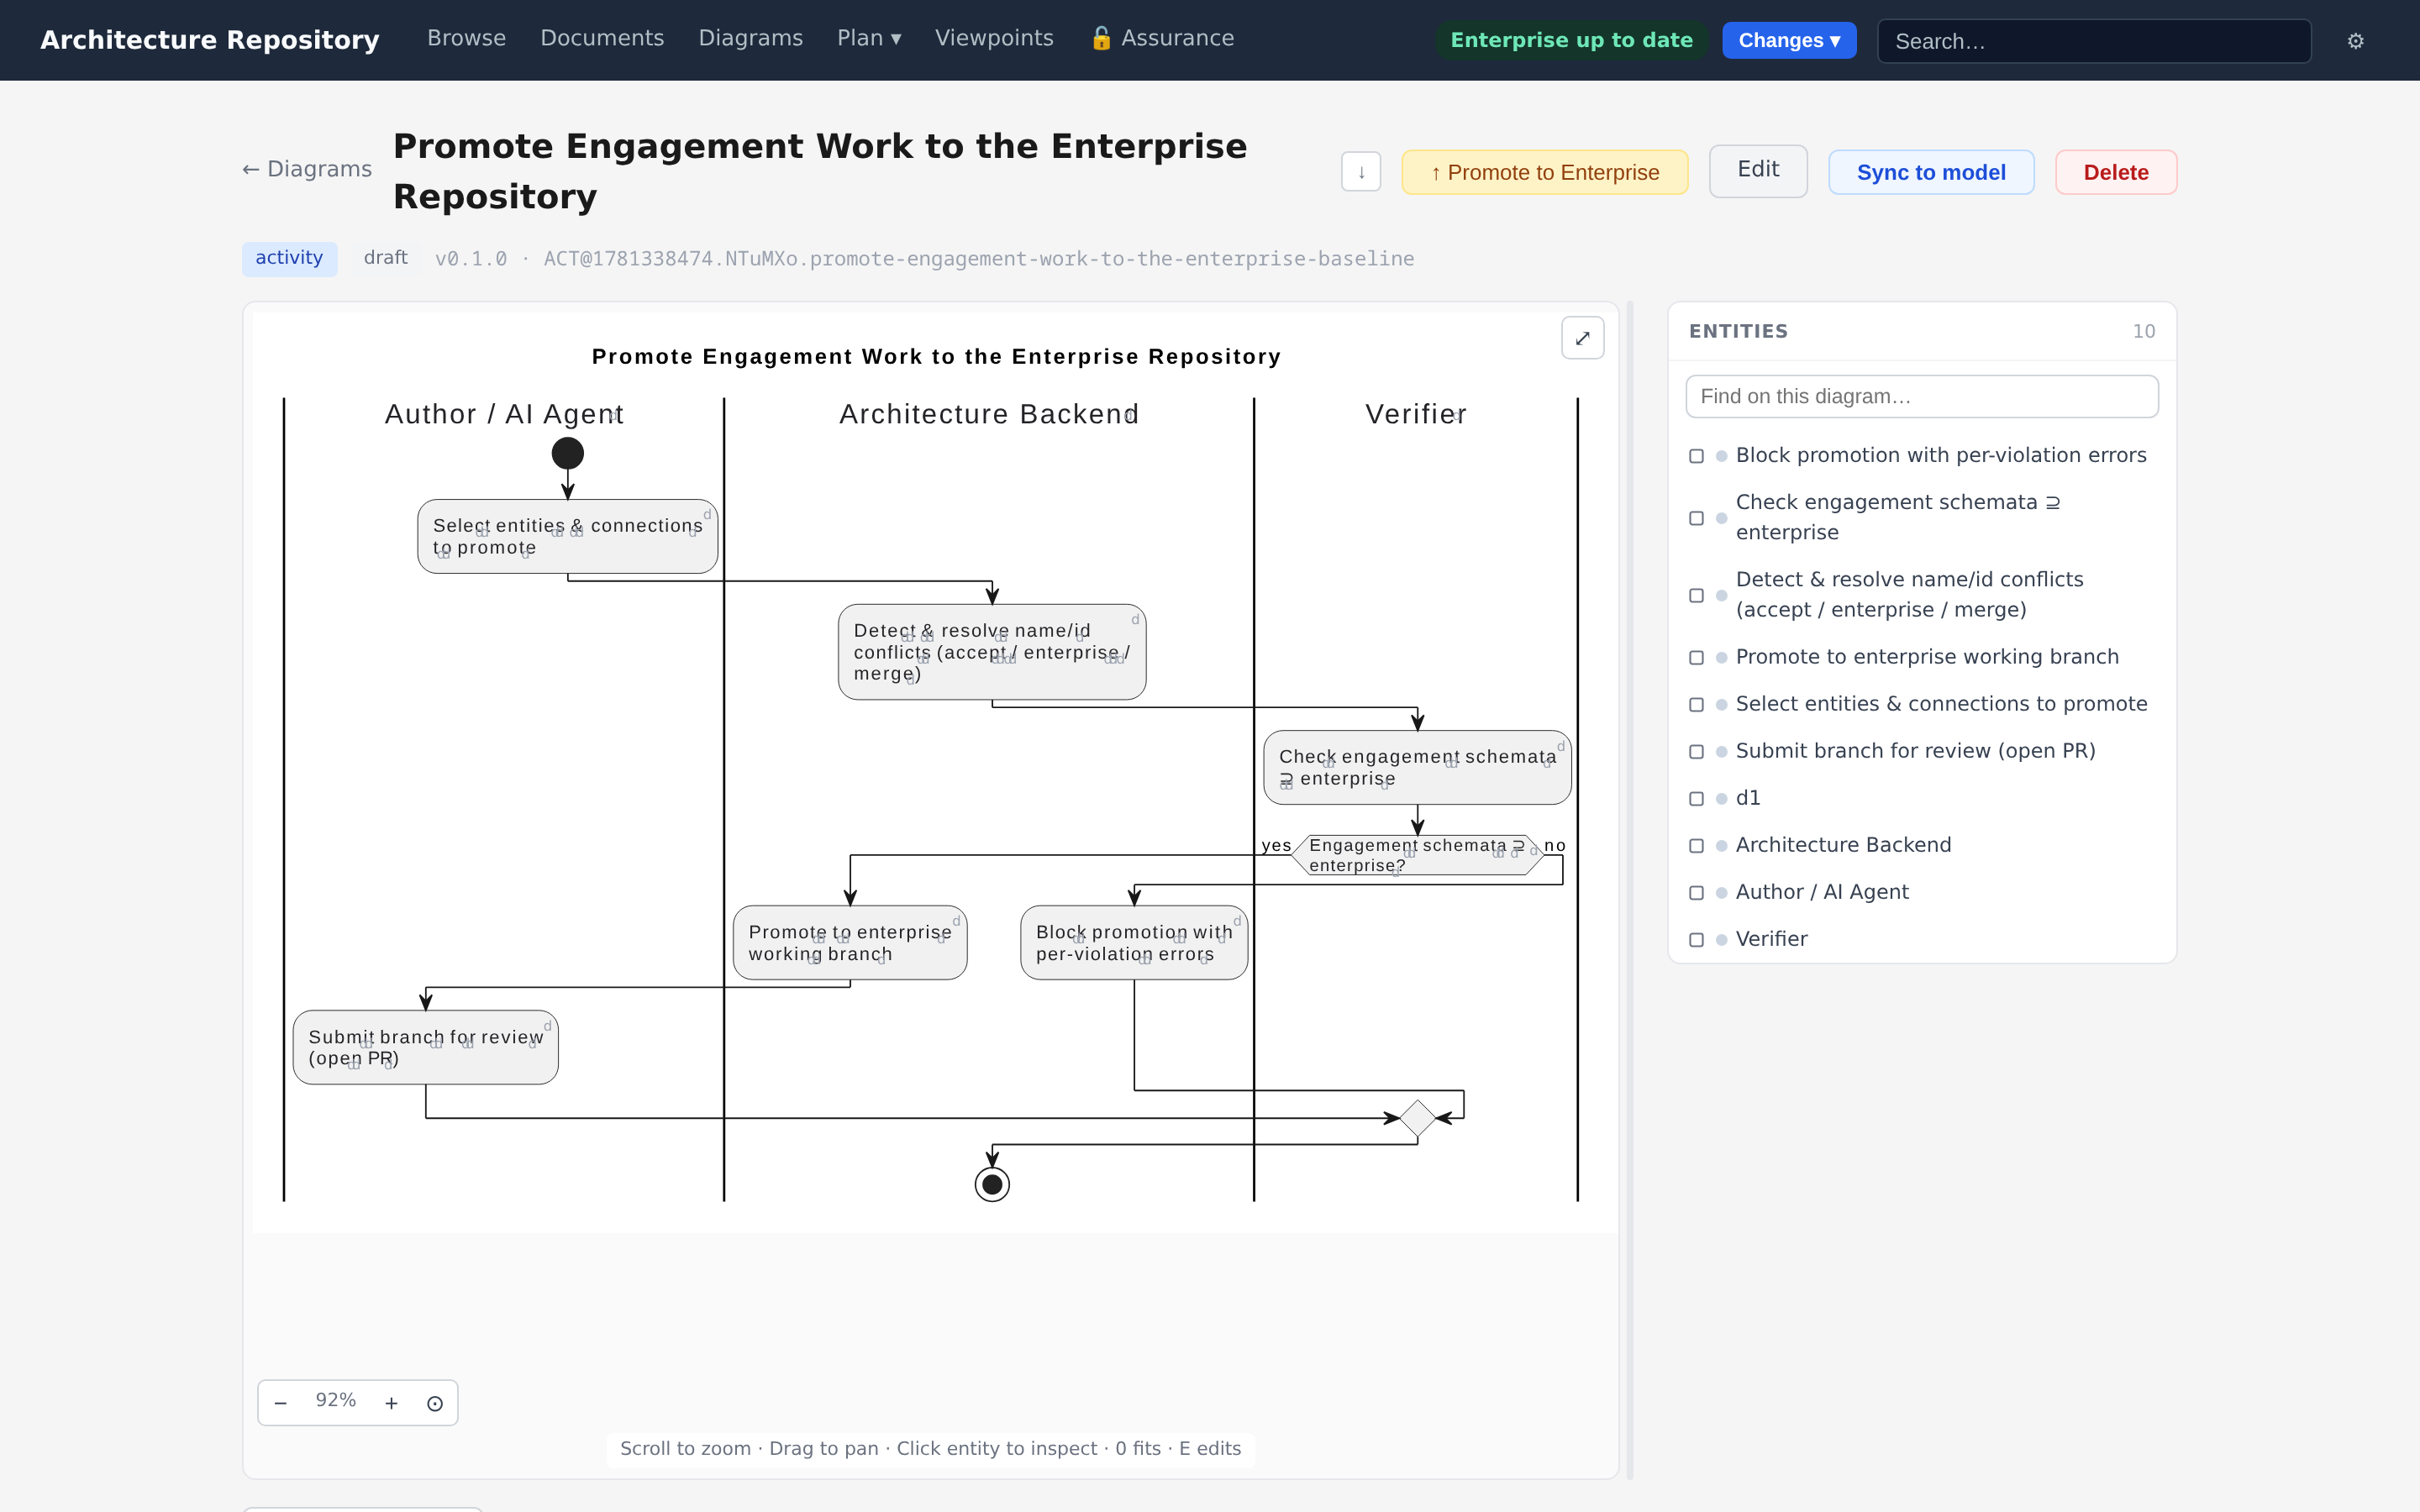 Architecture Repository
Browse
Documents
Diagrams
Plan ▾
Viewpoints
🔓 Assurance
Enterprise up to date
Changes ▾
Search…
⚙
← Diagrams
Promote Engagement Work to the Enterprise
Repository
↓
↑ Promote to Enterprise
Edit
Sync to model
Delete
activity
draft
v0.1.0 · ACT@1781338474.NTuMXo.promote-engagement-work-to-the-enterprise-baseline
Promote Engagement Work to the Enterprise Repository
Author / AI Agent
Architecture Backend
Verifier
Select entities & connections
to promote
Detect & resolve name/id
conflicts (accept / enterprise /
merge)
Check engagement schemata
⊇ enterprise
yes
Engagement schemata ⊇
enterprise?
no
Promote to enterprise
working branch
Block promotion with
per-violation errors
Submit branch for review
(open PR)
− 92% + ⊙
Scroll to zoom · Drag to pan · Click entity to inspect · 0 fits · E edits
ENTITIES
10
Find on this diagram…
Block promotion with per-violation errors
Check engagement schemata ⊇
enterprise
Detect & resolve name/id conflicts
(accept / enterprise / merge)
Promote to enterprise working branch
Select entities & connections to promote
Submit branch for review (open PR)
d1
Architecture Backend
Author / AI Agent
Verifier